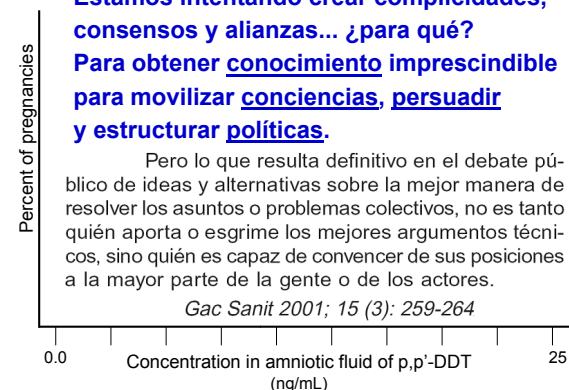 Estamos intentando crear complicidades,
consensos y alianzas... ¿para qué?
Para obtener conocimiento imprescindible
para movilizar conciencias, persuadir
y estructurar políticas.
Pero lo que resulta definitivo en el debate pú-
blico de ideas y alternativas sobre la mejor manera de
resolver los asuntos o problemas colectivos, no es tanto
quién aporta o esgrime los mejores argumentos técni-
cos, sino quién es capaz de convencer de sus posiciones
a la mayor parte de la gente o de los actores.
Gac Sanit 2001; 15 (3): 259-264
Percent of pregnancies
0.0
25
Concentration in amniotic fluid of p,p'-DDT
(ng/mL)